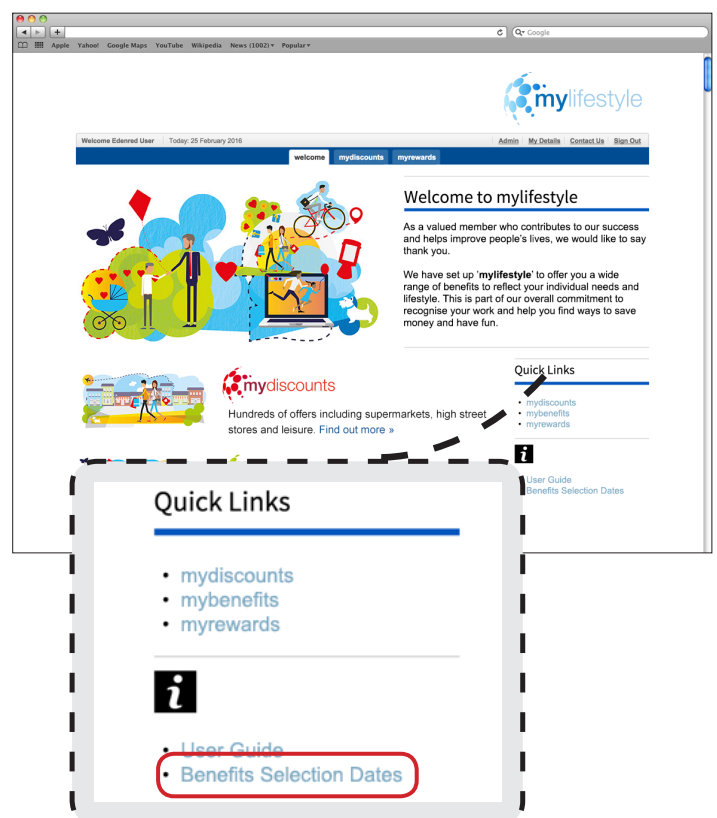 Google
Apple Yahoo! Google Maps YouTube Wikipedia News (1002) Popular
mylifestyle
Welcome Edenred User Today: 25 February 2016 Admin My Details Contact Us Sign Out
welcome mydiscounts myrewards
Welcome to mylifestyle
As a valued member who contributes to our success
and helps improve people's lives, we would like to say
thank you.
We have set up 'mylifestyle' to offer you a wide
range of benefits to reflect your individual needs and
lifestyle. This is part of our overall commitment to
recognise your work and help you find ways to save
money and have fun.
mydiscounts
Hundreds of offers including supermarkets, high street
stores and leisure. Find out more »
Quick Links
• mydiscounts
• mybenefits
• myrewards
i
User Guide
Benefits Selection Dates
Quick Links
• mydiscounts
• mybenefits
• myrewards
i
• User Guide
• Benefits Selection Dates